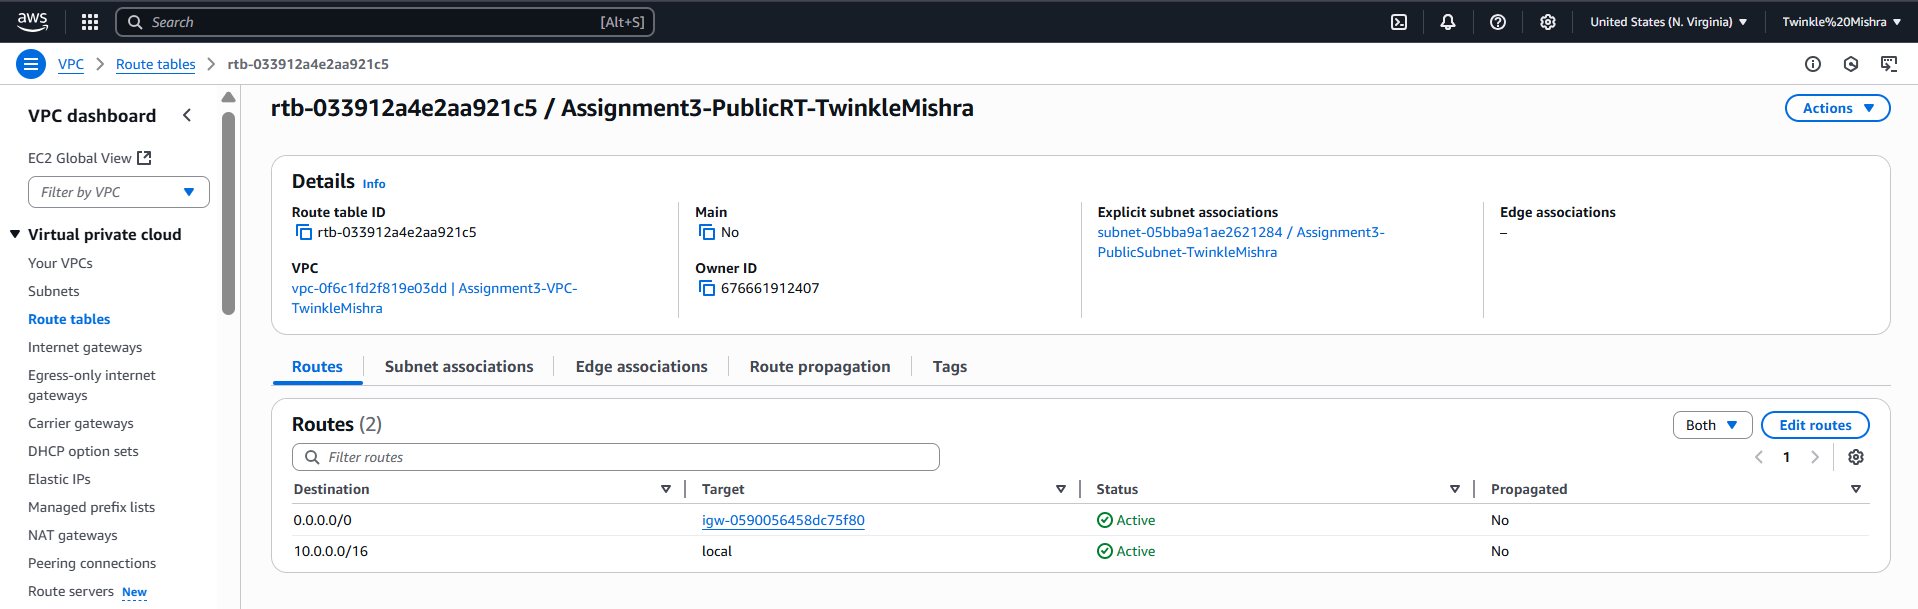 aws
Search [Alt+S]
United States (N. Virginia)
Twinkle%20Mishra
VPC
Route tables
rtb-033912a4e2aa921c5
VPC dashboard
EC2 Global View
Filter by VPC
Virtual private cloud
Your VPCs
Subnets
Route tables
Internet gateways
Egress-only internet
gateways
Carrier gateways
DHCP option sets
Elastic IPs
Managed prefix lists
NAT gateways
Peering connections
Route servers New
rtb-033912a4e2aa921c5 / Assignment3-PublicRT-TwinkleMishra
Actions
Details Info
Route table ID
rtb-033912a4e2aa921c5
VPC
vpc-0f6c1fd2f819e03dd | Assignment3-VPC-
TwinkleMishra
Main
No
Owner ID
676661912407
Explicit subnet associations
subnet-05bba9a1ae2621284 / Assignment3-
PublicSubnet-TwinkleMishra
Edge associations
–
Routes
Subnet associations
Edge associations
Route propagation
Tags
Routes (2)
Both
Edit routes
Filter routes
1
Destination Target Status Propagated
0.0.0.0/0 igw-0590056458dc75f80 Active No
10.0.0.0/16 local Active No